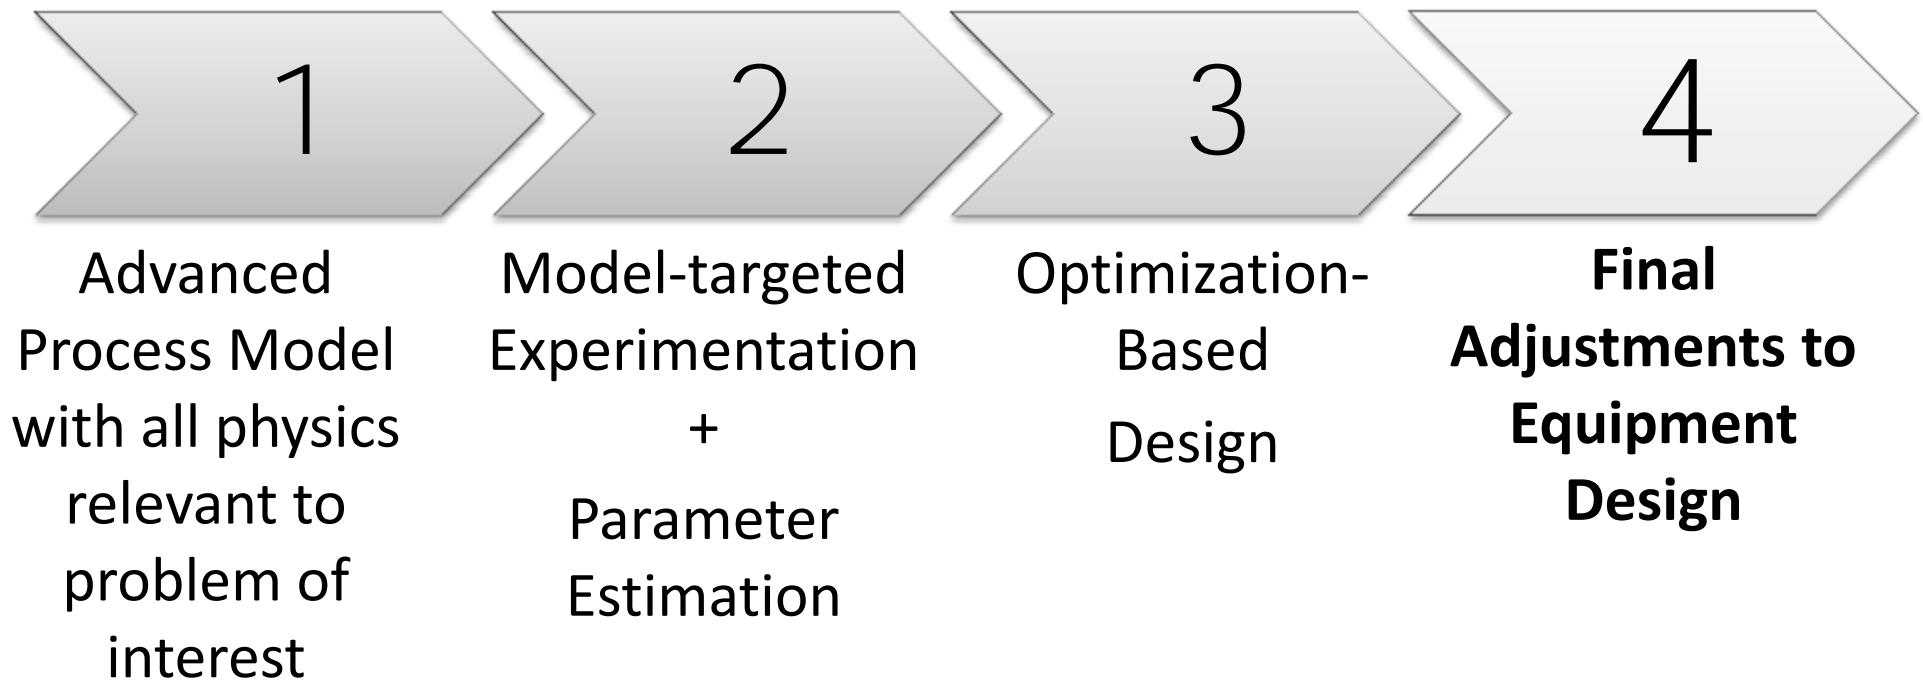 1
Advanced
Process Model
with all physics
relevant to
problem of
interest
2
Model-targeted
Experimentation
+
Parameter
Estimation
3
Optimization-
Based
Design
4
Final
Adjustments to
Equipment
Design